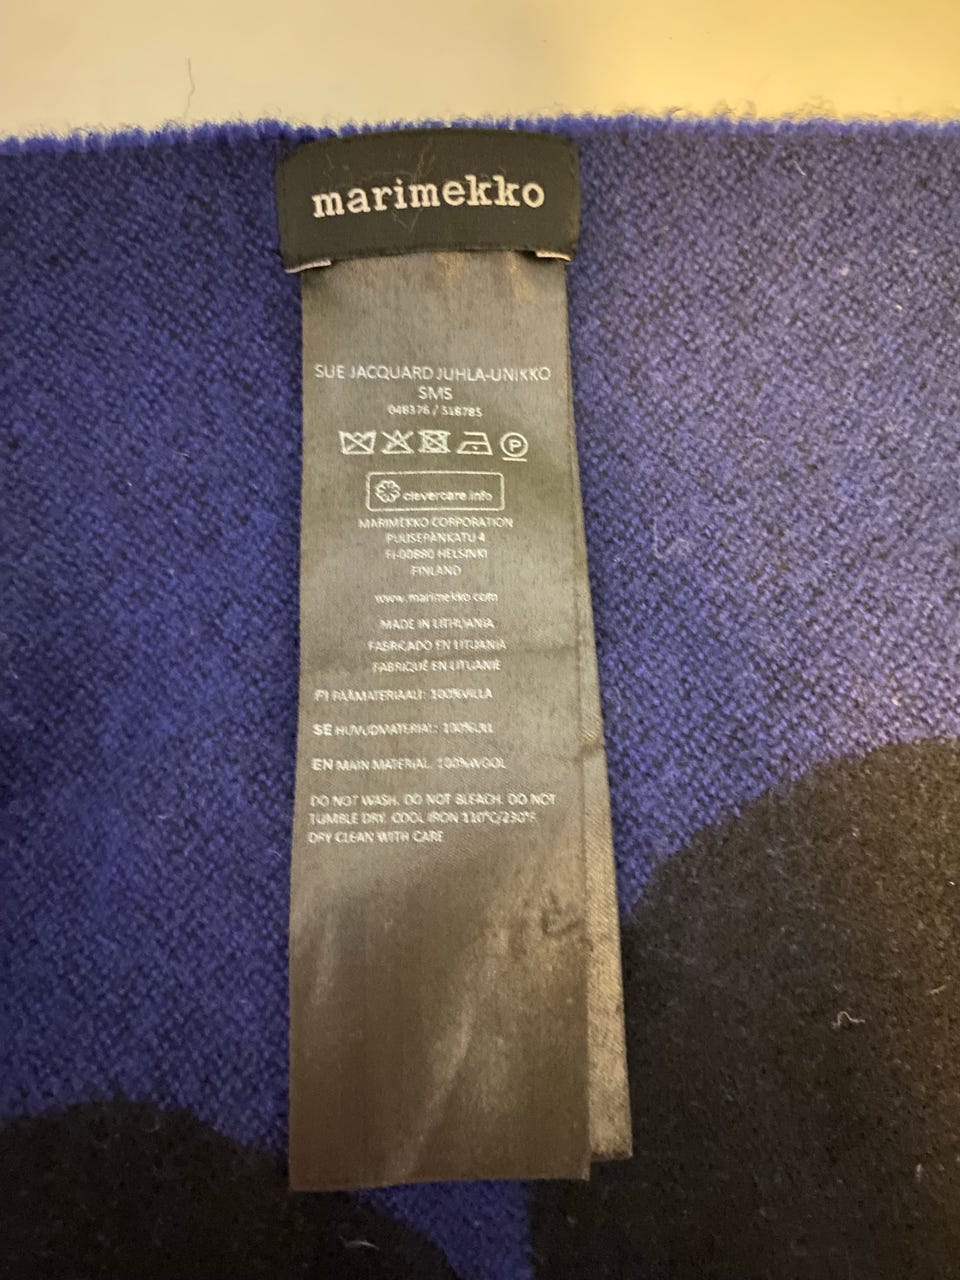 marimekko
SUE JACQUARD JUHLA-UNIKKO
SMS
048376 / 318785
P
clevercare.info
MARIMEKKO CORPORATION
PUUSEPÄNKATU 4
FI-00880 HELSINKI
FINLAND
www.marimekko.com
MADE IN LITHUANIA
FABRICADO EN LITUANIA
FABRIQUÉ EN LITUANIE
FI PÄÄMATERIAALI: 100%VILLA
SE HUVUDMATERIAL: 100%ULL
EN MAIN MATERIAL: 100%WOOL
DO NOT WASH. DO NOT BLEACH. DO NOT
TUMBLE DRY. COOL IRON 110°C/230°F.
DRY CLEAN WITH CARE